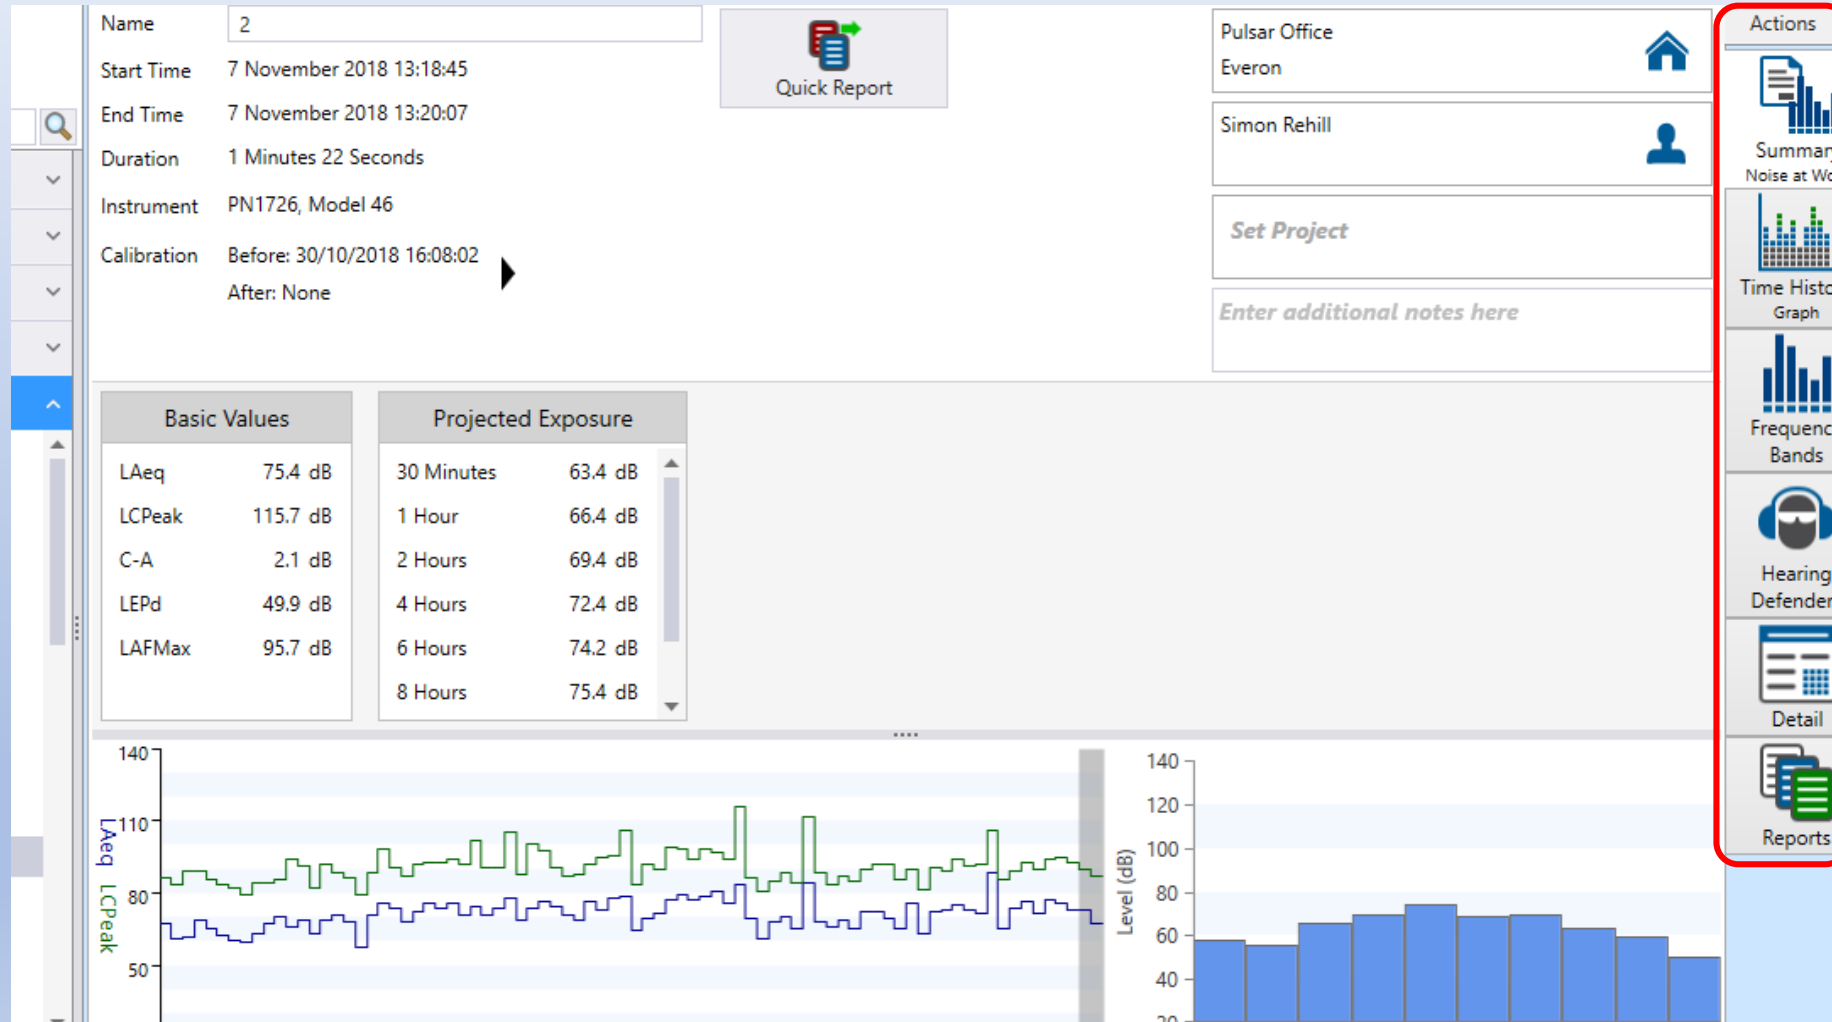 Name 2
Start Time 7 November 2018 13:18:45
End Time 7 November 2018 13:20:07
Duration 1 Minutes 22 Seconds
Instrument PN1726, Model 46
Calibration Before: 30/10/2018 16:08:02
After: None
Quick Report
Pulsar Office
Everon
Simon Rehill
Set Project
Enter additional notes here
Basic Values
LAeq 75.4 dB
LCPeak 115.7 dB
C-A 2.1 dB
LEPd 49.9 dB
LAFMax 95.7 dB
Projected Exposure
30 Minutes 63.4 dB
1 Hour 66.4 dB
2 Hours 69.4 dB
4 Hours 72.4 dB
6 Hours 74.2 dB
8 Hours 75.4 dB
140
110
80
50
LAeq LCPeak
140
120
100
80
60
40
20
Level (dB)
Actions
Summary
Noise at Wo
Time Histo
Graph
Frequenc
Bands
Hearing
Defender
Detail
Reports